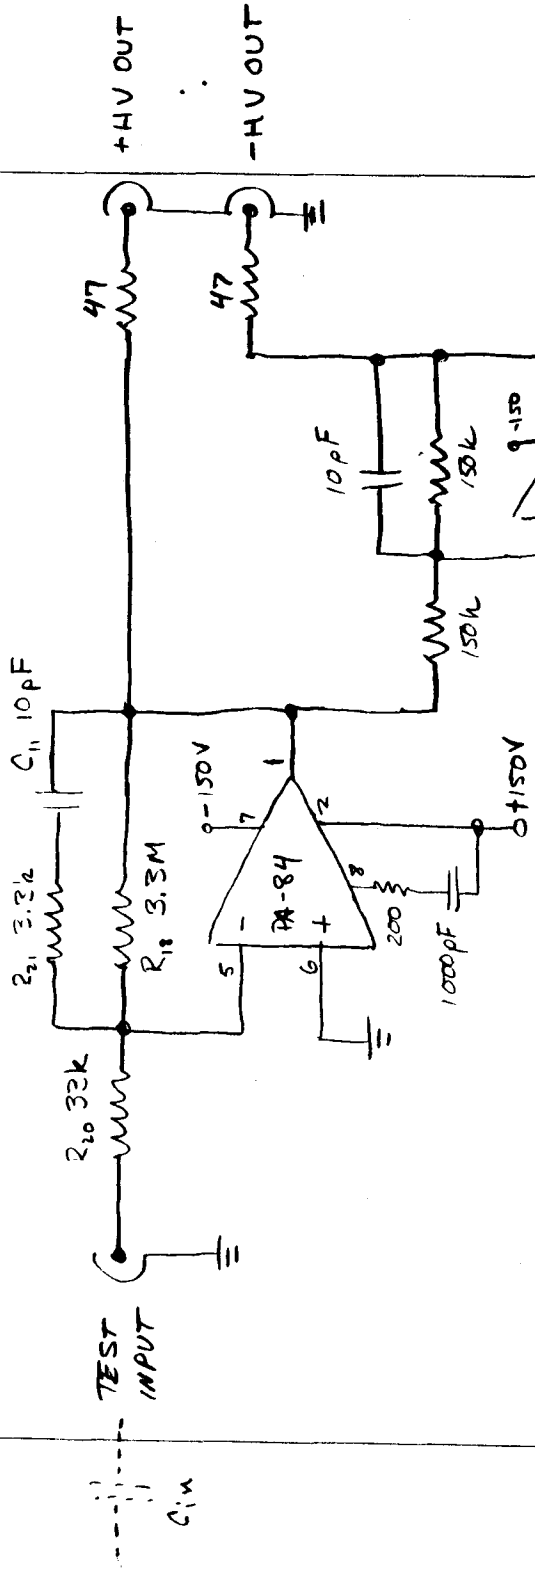 +HV OUT
-HV OUT
47
47
C11 10pF
R21 3.3k
R18 3.3M
R20 33k
10pF
150k
150k
-150
-150V
7
1
5
-
PA-84
+
6
2
8
200
1000pF
+150V
TEST
INPUT
Cin